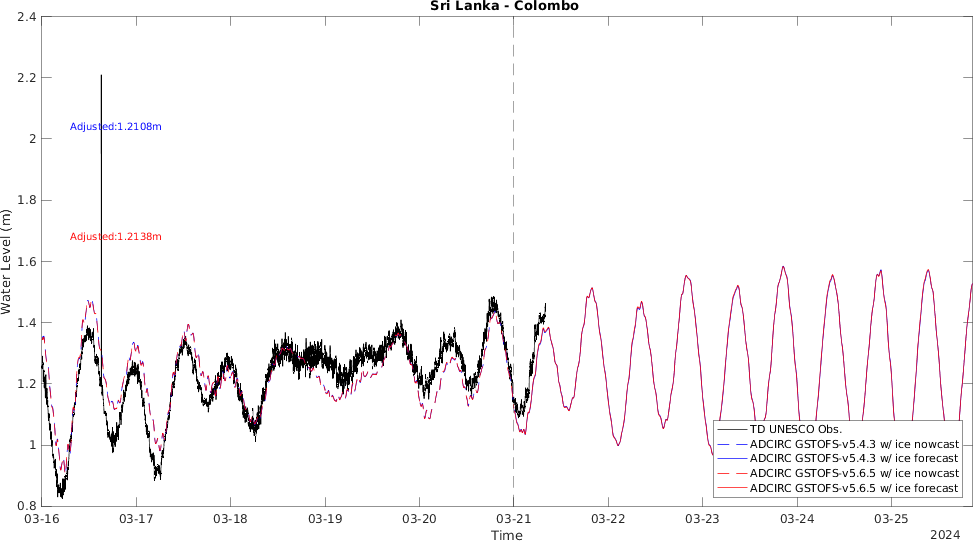 Sri Lanka - Colombo
2.4
2.2
2
1.8
1.6
1.4
1.2
1
0.8
Water Level (m)
Adjusted:1.2108m
Adjusted:1.2138m
TD UNESCO Obs.
ADCIRC GSTOFS-v5.4.3 w/ ice nowcast
ADCIRC GSTOFS-v5.4.3 w/ ice forecast
ADCIRC GSTOFS-v5.6.5 w/ ice nowcast
ADCIRC GSTOFS-v5.6.5 w/ ice forecast
03-16 03-17 03-18 03-19 03-20 03-21 03-22 03-23 03-24 03-25
Time
2024